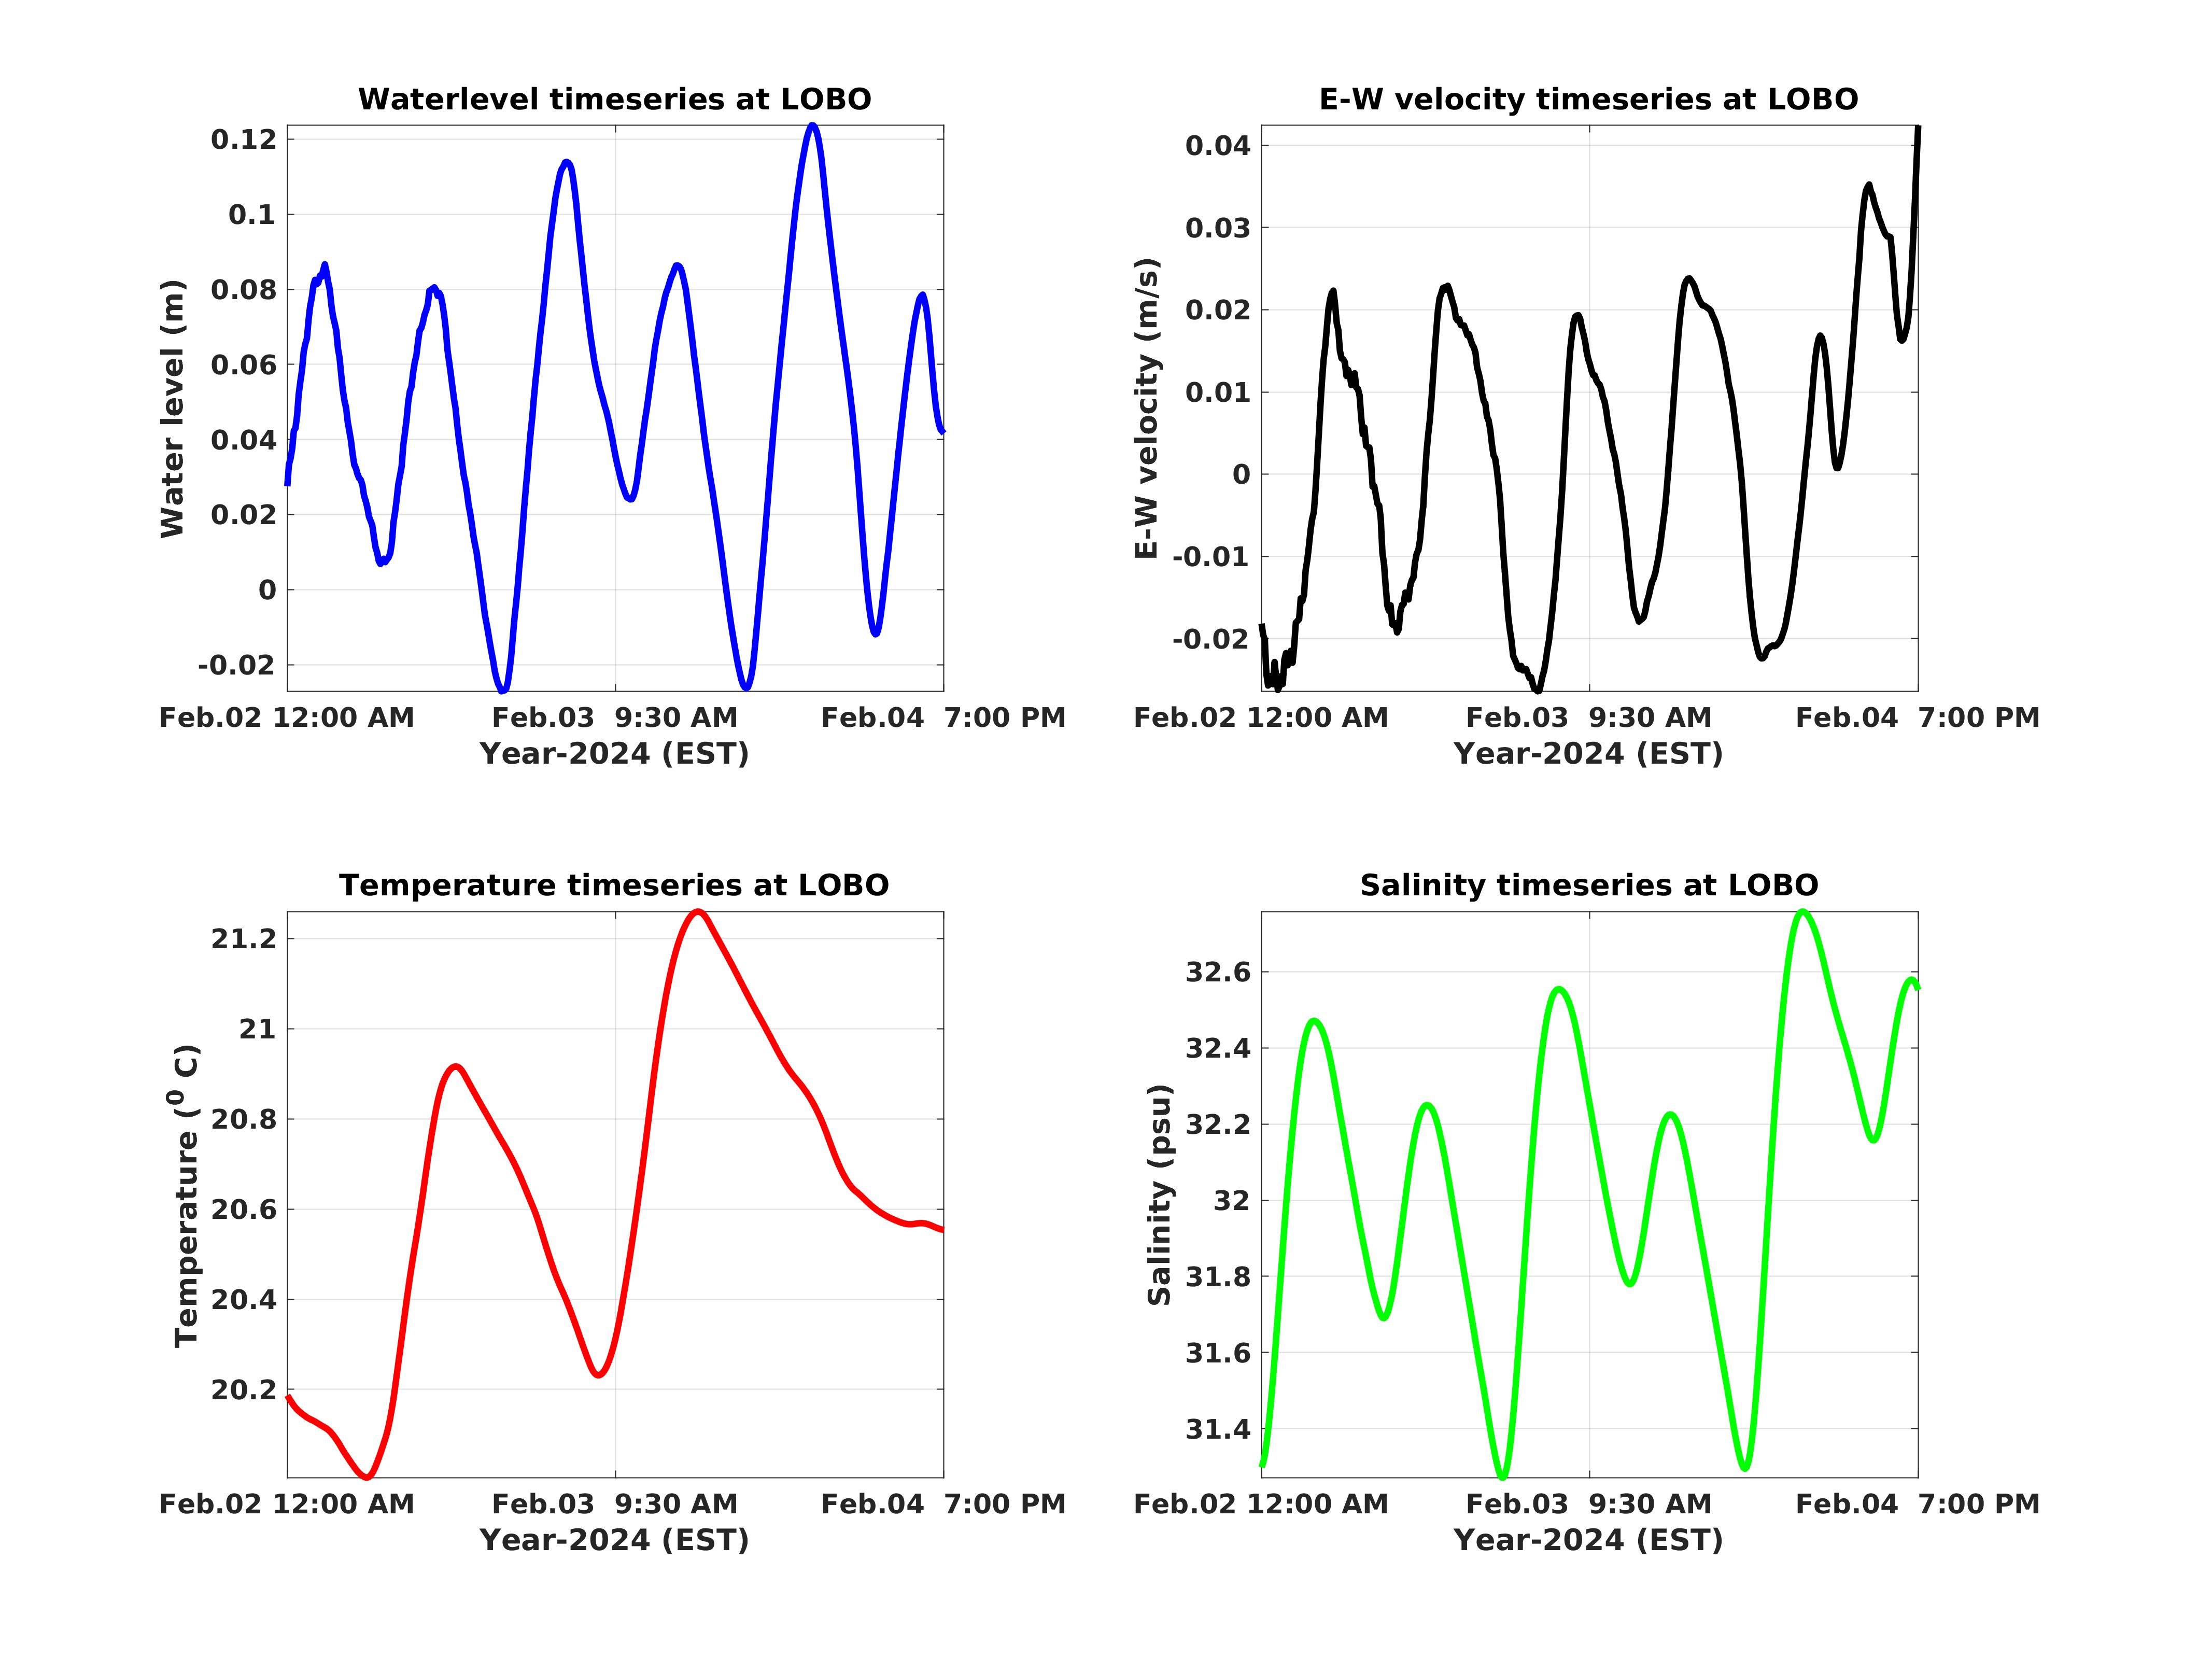 Waterlevel timeseries at LOBO
Water level (m)
0.12
0.1
0.08
0.06
0.04
0.02
0
-0.02
Feb.02 12:00 AM Feb.03 9:30 AM Feb.04 7:00 PM
Year-2024 (EST)
E-W velocity timeseries at LOBO
E-W velocity (m/s)
0.04
0.03
0.02
0.01
0
-0.01
-0.02
Feb.02 12:00 AM Feb.03 9:30 AM Feb.04 7:00 PM
Year-2024 (EST)
Temperature timeseries at LOBO
Temperature (⁰ C)
21.2
21
20.8
20.6
20.4
20.2
Feb.02 12:00 AM Feb.03 9:30 AM Feb.04 7:00 PM
Year-2024 (EST)
Salinity timeseries at LOBO
Salinity (psu)
32.6
32.4
32.2
32
31.8
31.6
31.4
Feb.02 12:00 AM Feb.03 9:30 AM Feb.04 7:00 PM
Year-2024 (EST)